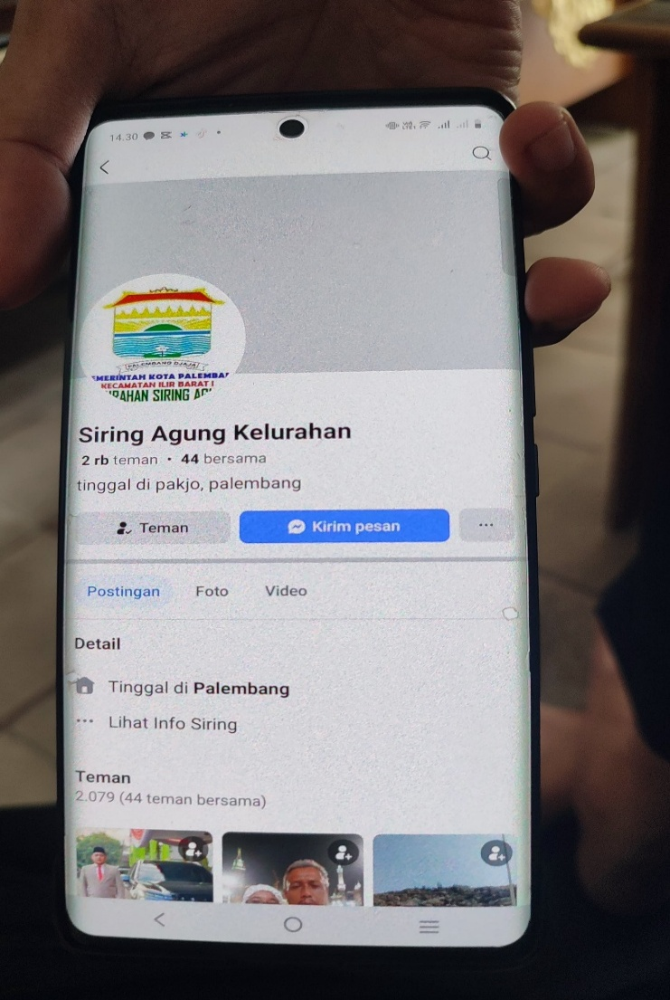 14.30
PALEMBANG DJAJA
MERINTAH KOTA PALEMBA
KECAMATAN ILIR BARAT I
RAHAN SIRING AG
Siring Agung Kelurahan
2 rb teman • 44 bersama
tinggal di pakjo, palembang
Teman
Kirim pesan
Postingan Foto Video
Detail
Tinggal di Palembang
Lihat Info Siring
Teman
2.079 (44 teman bersama)